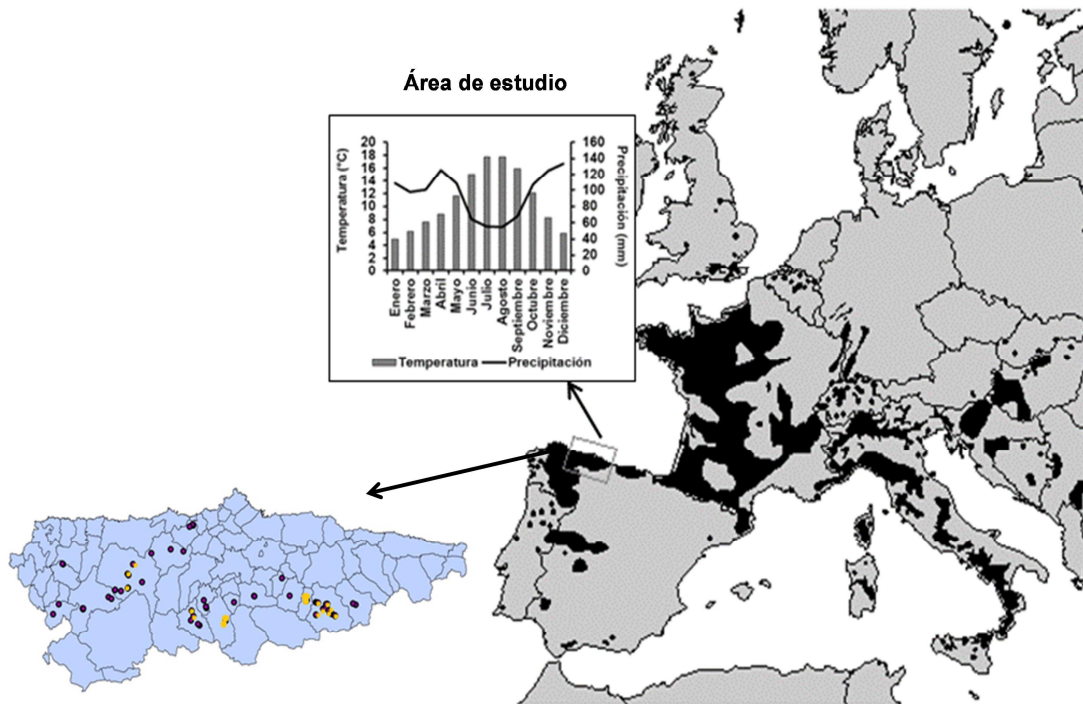 Área de estudio
Temperatura (°C)
20
18
16
14
12
10
8
6
4
2
0
160
140
120
100
80
60
40
20
0
Precipitación (mm)
Enero
Febrero
Marzo
Abril
Mayo
Junio
Julio
Agosto
Septiembre
Octubre
Noviembre
Diciembre
Temperatura Precipitación